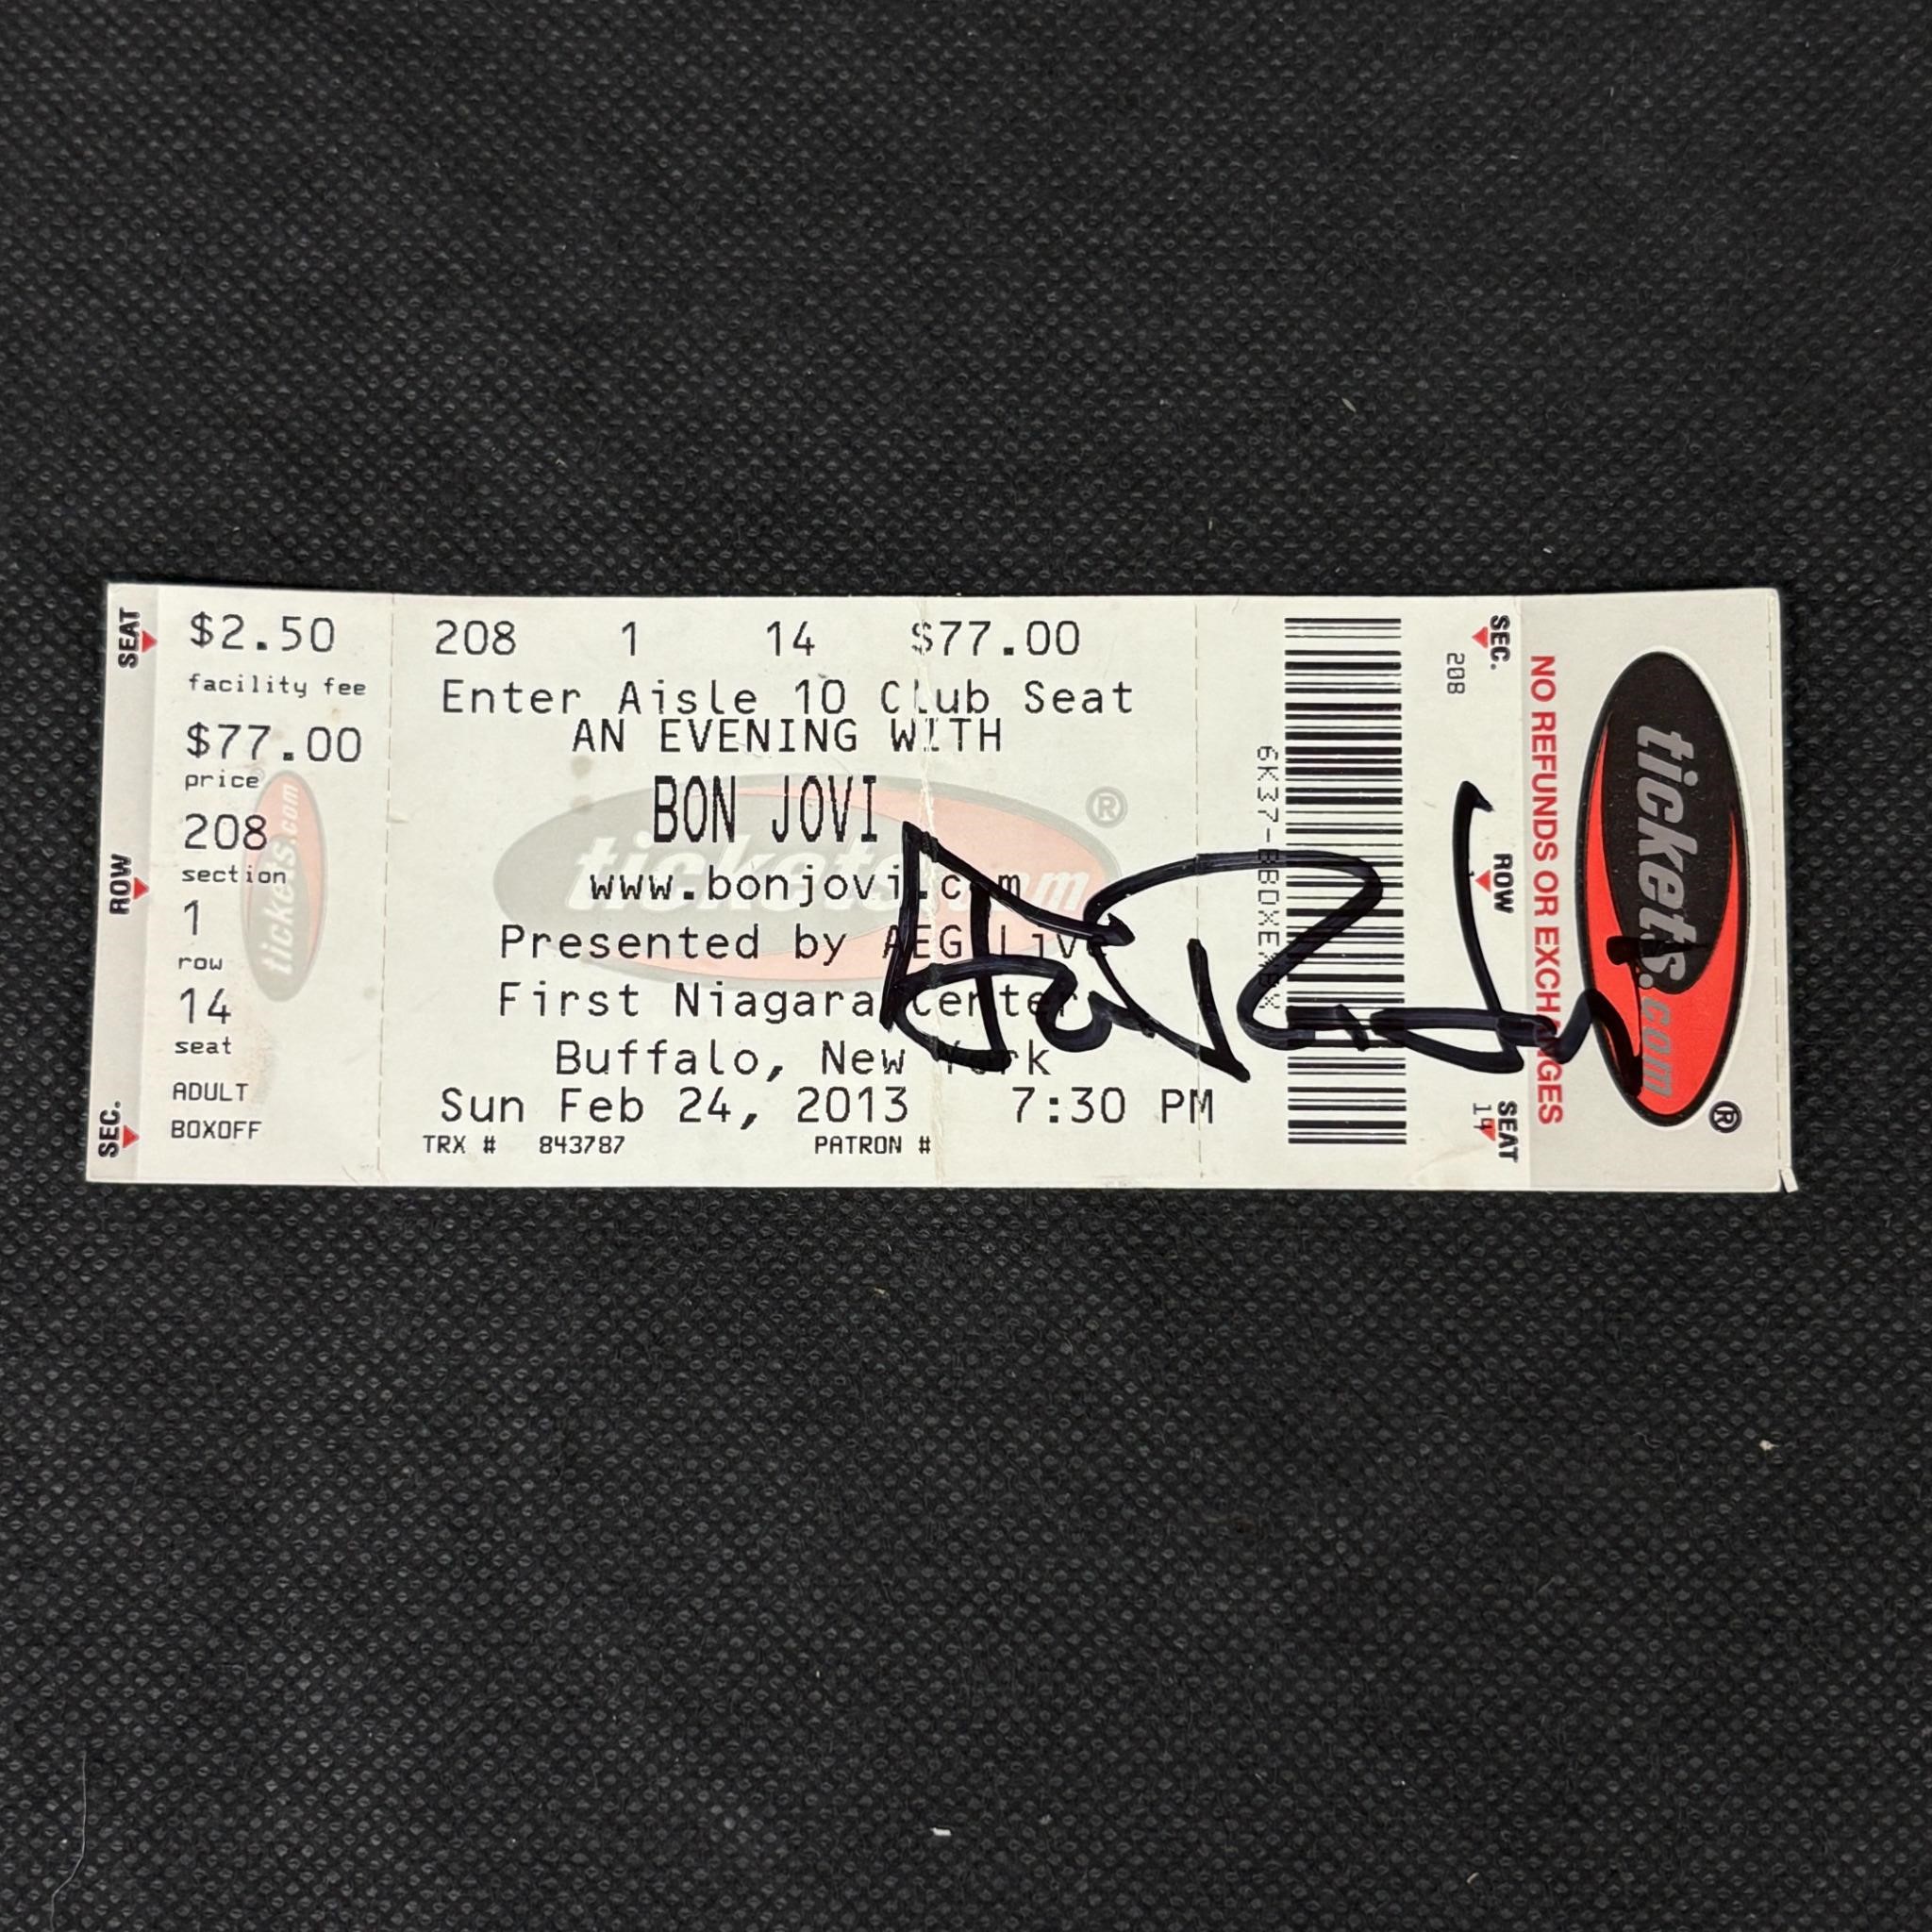 SEAT
ROW
SEC.
$2.50
facility fee
$77.00
price
208
section
1
row
14
seat
ADULT
BOXOFF
tickets.com
208 1 14 $77.00
Enter Aisle 10 Club Seat
AN EVENING WITH
BON JOVI
tickets.com®
www.bonjovi.com
Presented by AEG Live
First Niagara Center
Buffalo, New York
Sun Feb 24, 2013 7:30 PM
TRX # 843787 PATRON #
SEC.
208
ROW
1
SEAT
14
NO REFUNDS OR EXCHANGES
tickets.com®